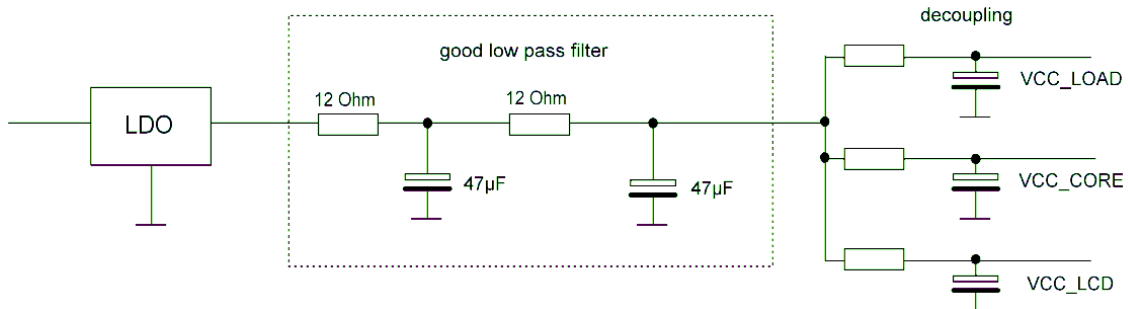 decoupling
good low pass filter
12 Ohm
12 Ohm
LDO
47µF
47µF
VCC_LOAD
VCC_CORE
VCC_LCD